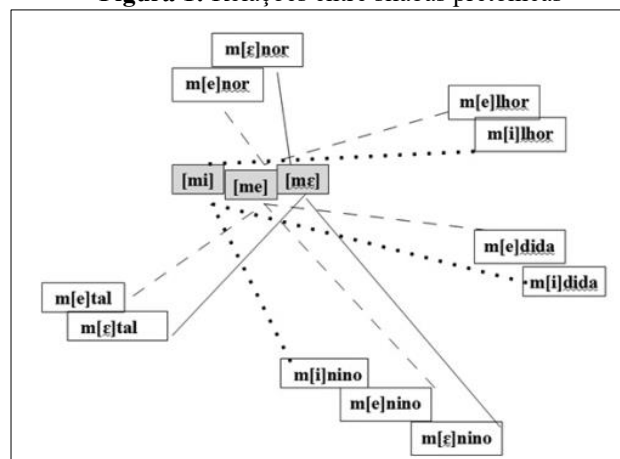 m[ɛ]nor
m[e]nor
m[e]lhor
m[i]lhor
[mi] [me] [mɛ]
m[e]dida
m[i]dida
m[e]tal
m[ɛ]tal
m[i]nino
m[e]nino
m[ɛ]nino